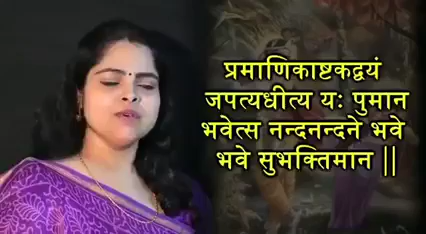 प्रमाणिकाष्टकद्वयं
जपत्यधीत्य यः पुमान
भवेत्स नन्दनन्दने भवे
भवे सुभक्तिमान ||